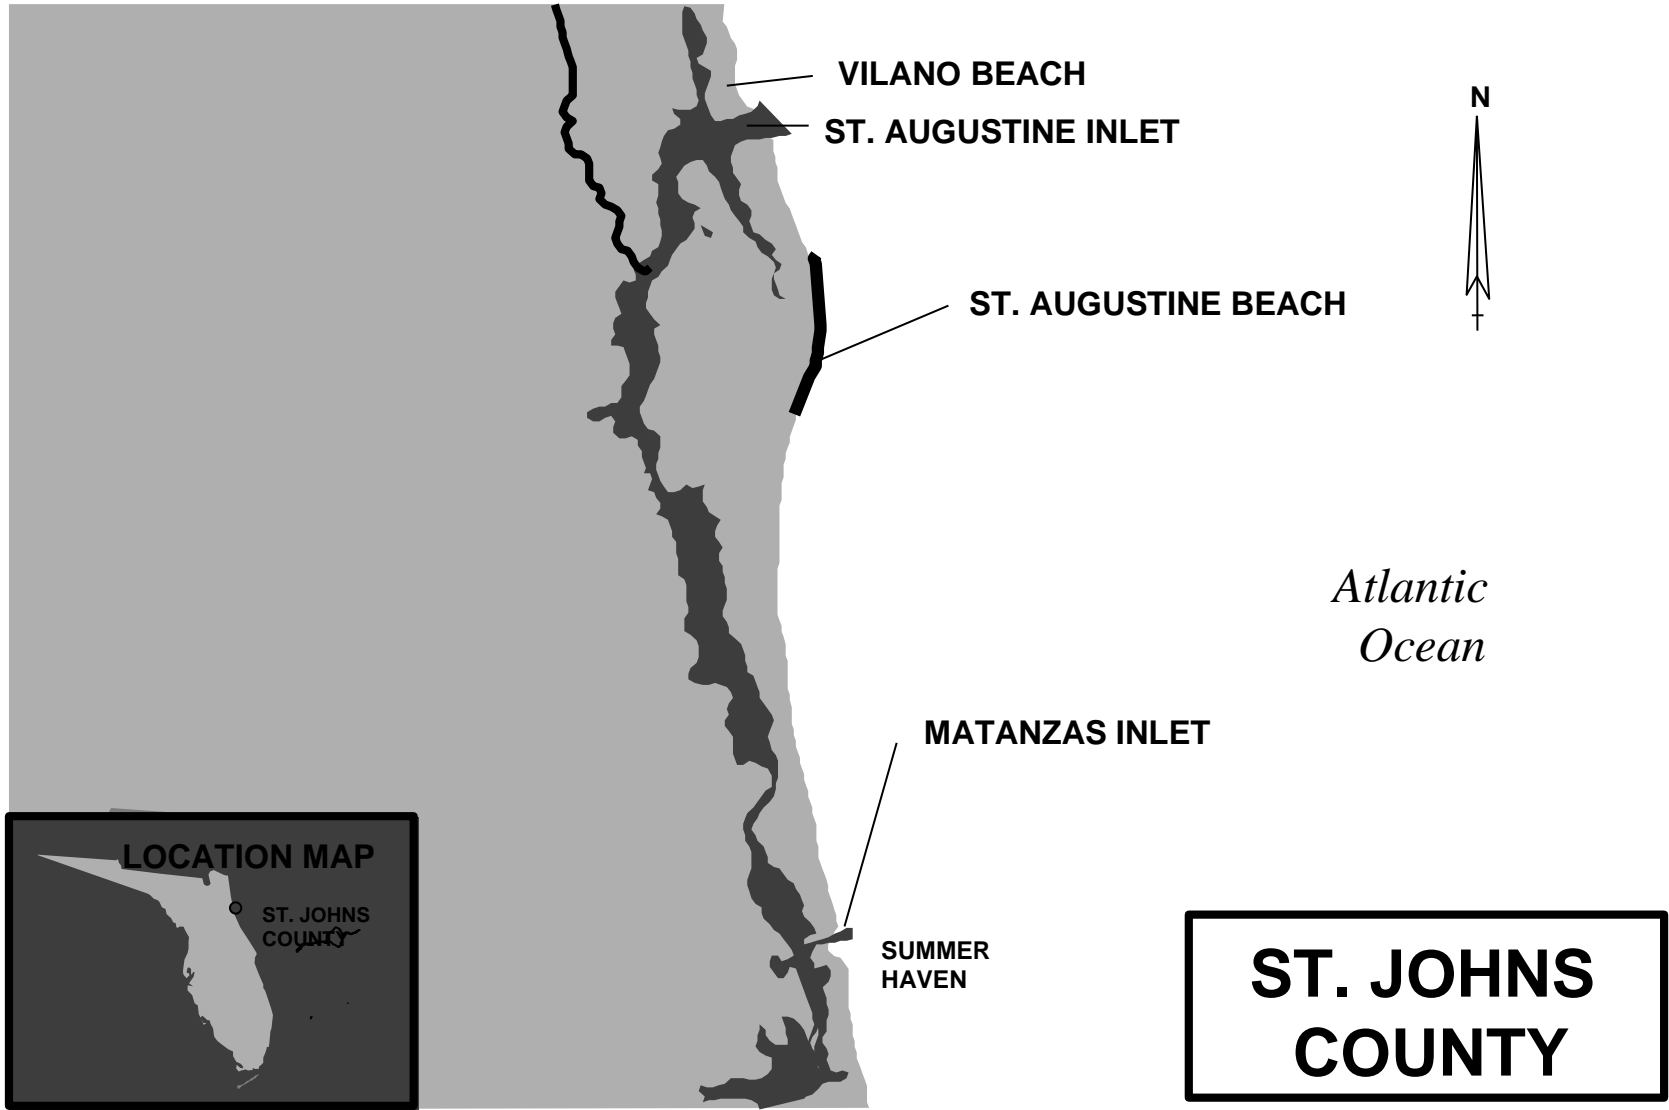 VILANO BEACH
N
ST. AUGUSTINE INLET
ST. AUGUSTINE BEACH
Atlantic
Ocean
MATANZAS INLET
LOCATION MAP
ST. JOHNS
COUNTY
SUMMER
HAVEN
ST. JOHNS
COUNTY